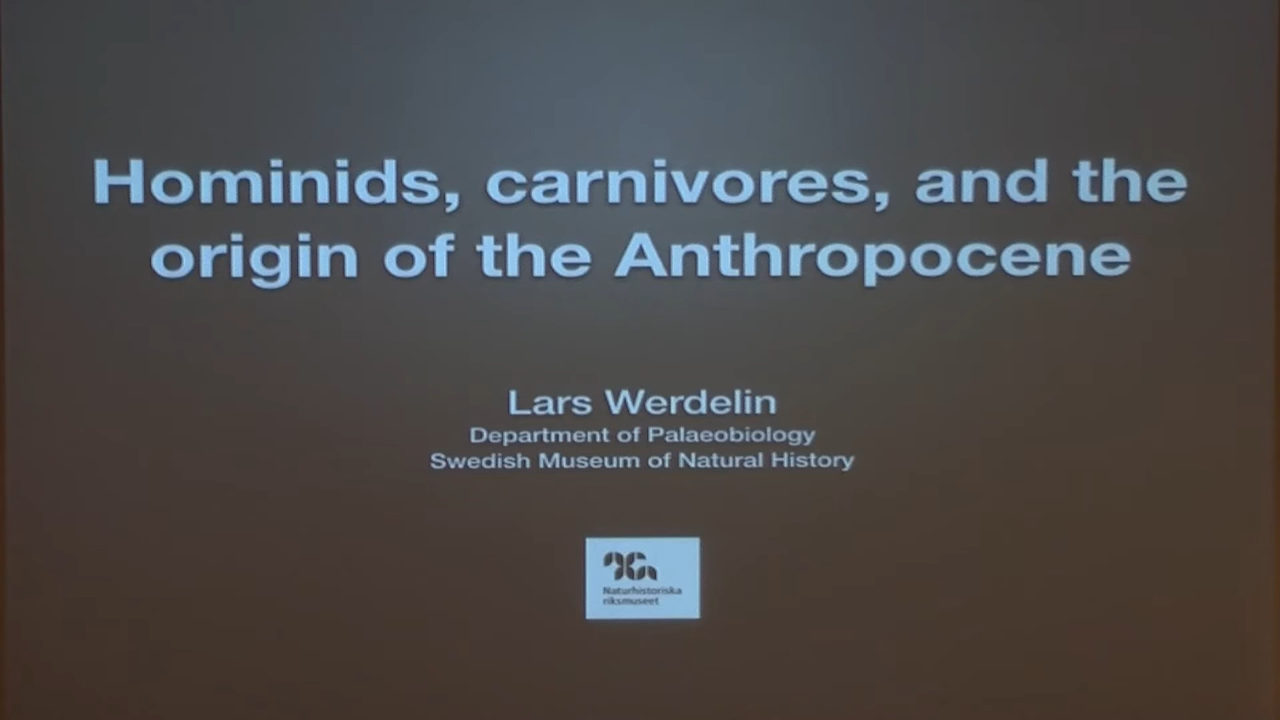 Hominids, carnivores, and the
origin of the Anthropocene
Lars Werdelin
Department of Palaeobiology
Swedish Museum of Natural History
Naturhistoriska
riksmuseet